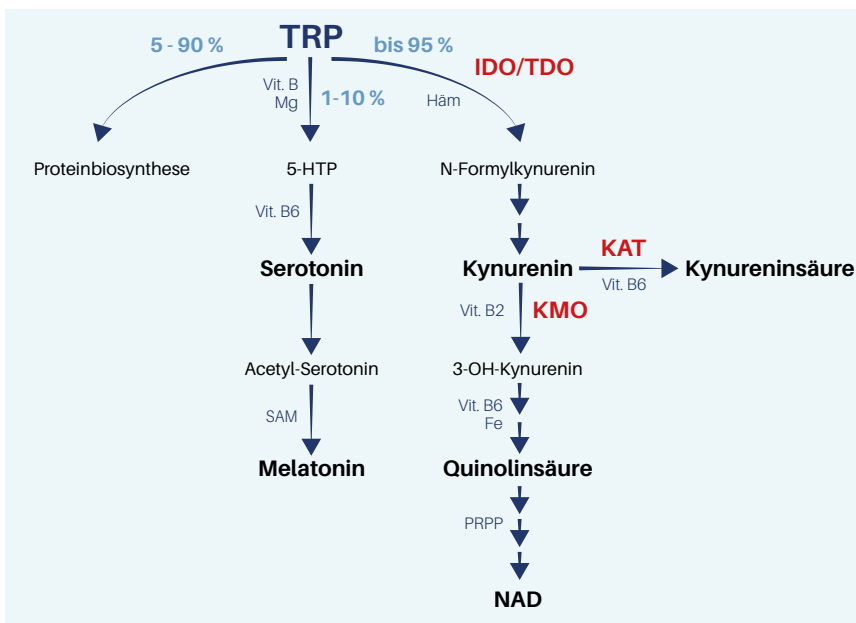 5 - 90 %
TRP
bis 95 %
IDO/TDO
Vit. B
Mg
1-10 %
Häm
Proteinbiosynthese
5-HTP
N-Formylkynurenin
Vit. B6
Serotonin
Kynurenin
KAT
Vit. B6
Kynureninsäure
Vit. B2
KMO
Acetyl-Serotonin
3-OH-Kynurenin
SAM
Vit. B6
Fe
Melatonin
Quinolinsäure
PRPP
NAD